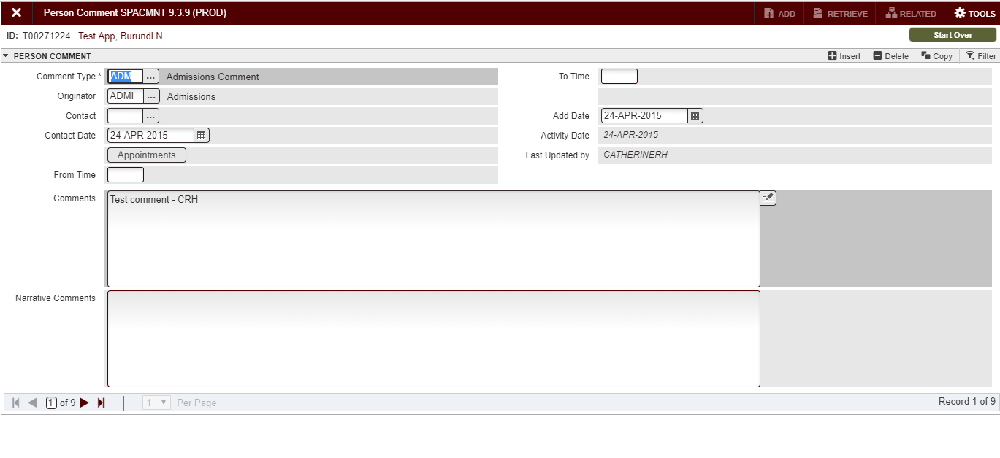 Person Comment SPACMNT 9.3.9 (PROD) ADD RETRIEVE RELATED TOOLS
ID: T00271224 Test App, Burundi N. Start Over
PERSON COMMENT Insert Delete Copy Filter
Comment Type * ADM ... Admissions Comment To Time
Originator ADMI ... Admissions
Contact ... Add Date 24-APR-2015
Contact Date 24-APR-2015 Activity Date 24-APR-2015
Appointments Last Updated by CATHERINERH
From Time
Comments Test comment - CRH
Narrative Comments
1 of 9 1 Per Page Record 1 of 9